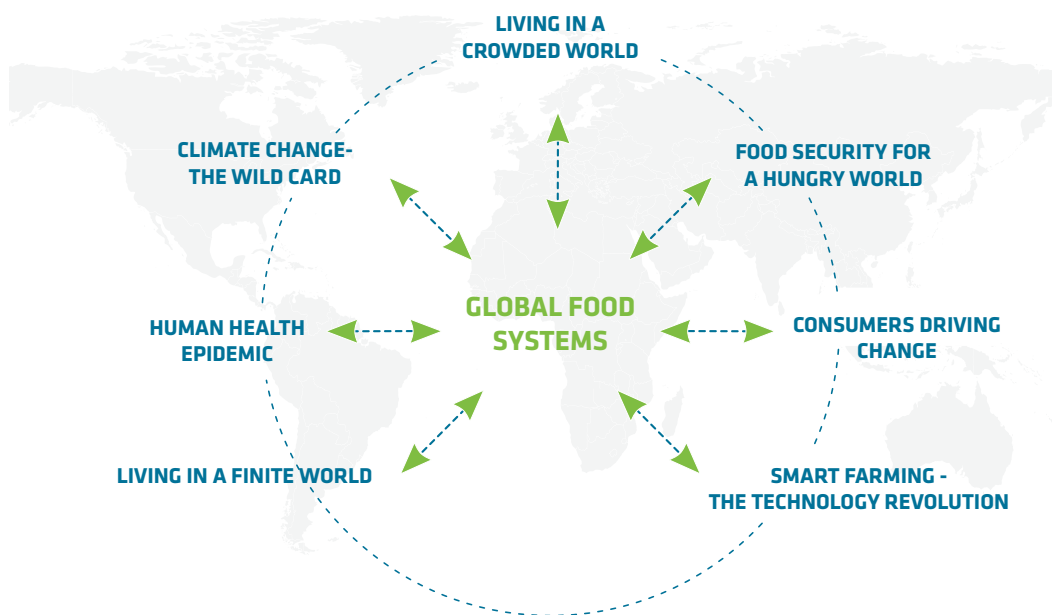 LIVING IN A
CROWDED WORLD
CLIMATE CHANGE-
THE WILD CARD
FOOD SECURITY FOR
A HUNGRY WORLD
GLOBAL FOOD
SYSTEMS
HUMAN HEALTH
EPIDEMIC
CONSUMERS DRIVING
CHANGE
LIVING IN A FINITE WORLD
SMART FARMING -
THE TECHNOLOGY REVOLUTION